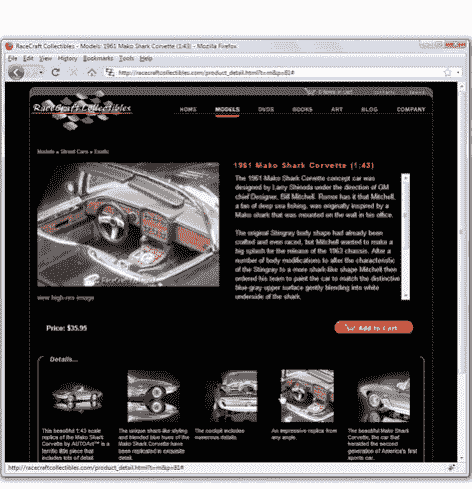 RaceCraft Collectibles - Models: 1961 Mako Shark Corvette (1:43) - Mozilla Firefox
File Edit View History Bookmarks Tools Help
http://racecraftcollectibles.com/product_detail.html?t=m&p=81#
RaceCraft Collectibles
HOME MODELS DVDS BOOKS ART BLOG COMPANY
Models » Street Cars » Exotic
1961 Mako Shark Corvette (1:43)
The 1961 Mako Shark Corvette concept car was
designed by Larry Shinoda under the direction of GM
chief Designer, Bill Mitchell. Rumor has it that Mitchell,
a fan of deep sea fishing, was originally inspired by a
Mako shark that was mounted on the wall in his office.
The original Stingray body shape had already been
crafted and even raced, but Mitchell wanted to make a
big splash for the release of the 1963 chassis. After a
number of body modifications to alter the characteristic
of the Stingray to a more shark-like shape Mitchell then
ordered his team to paint the car to match the distinctive
blue-gray upper surface gently blending into white
underside of the shark.
view high-res image
Price: $35.95
Add to Cart
Details...
This beautiful 1:43 scale
replica of the Mako Shark
Corvette by AUTOArt™ is a
terrific little piece that
includes lots of detail.
The unique shark-like styling
and blended blue hues of the
Mako Shark Corvette have
been replicated in exquisite
detail.
The cockpit includes
numerous details.
An impressive replica from
any angle.
The beautiful Mako Shark
Corvette, the car that
heralded the second
generation of America's first
sports car.
http://racecraftcollectibles.com/product_detail.html?t=m&p=81#